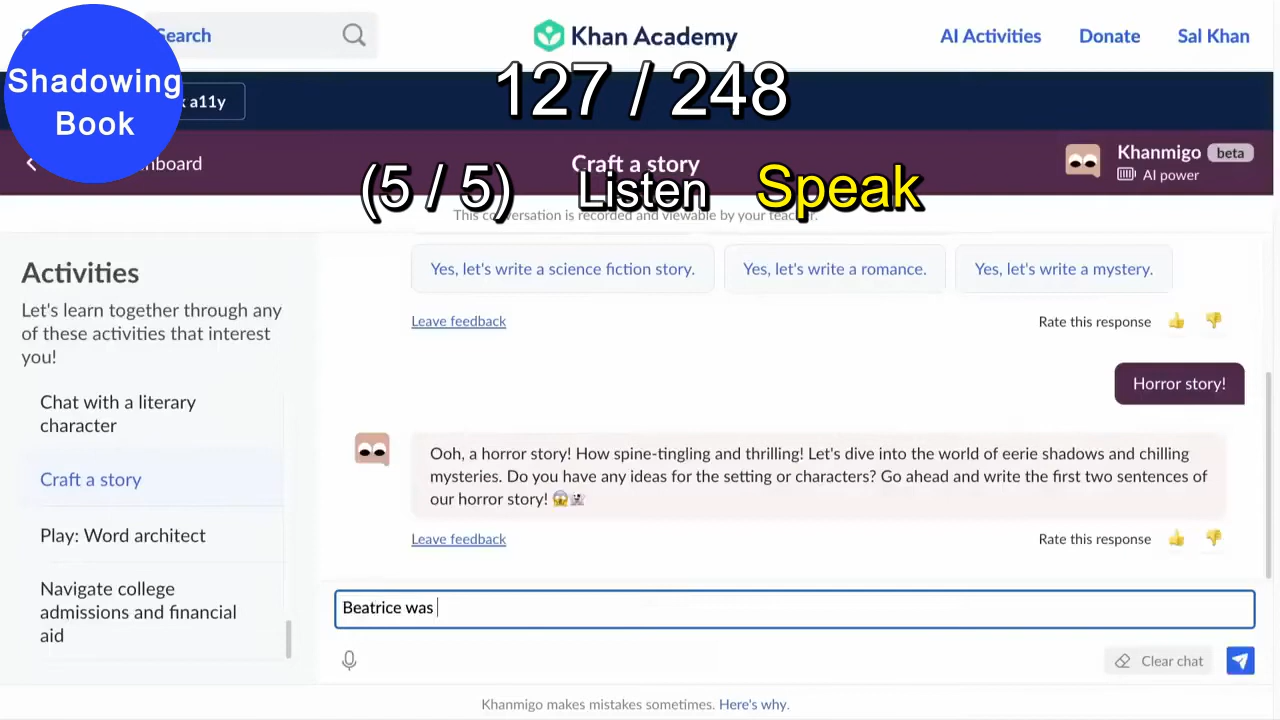 Shadowing
Book
Search
Khan Academy
AI Activities
Donate
Sal Khan
127 / 248
a11y
Craft a story
Khanmigo beta
AI power
(5 / 5) Listen Speak
This conversation is recorded and viewable by your teacher.
Activities
Let's learn together through any
of these activities that interest
you!
Chat with a literary
character
Craft a story
Play: Word architect
Navigate college
admissions and financial
aid
Yes, let's write a science fiction story.
Yes, let's write a romance.
Yes, let's write a mystery.
Leave feedback
Rate this response
Horror story!
Ooh, a horror story! How spine-tingling and thrilling! Let's dive into the world of eerie shadows and chilling
mysteries. Do you have any ideas for the setting or characters? Go ahead and write the first two sentences of
our horror story! 😱☠️
Leave feedback
Rate this response
Beatrice was
Clear chat
Khanmigo makes mistakes sometimes. Here's why.